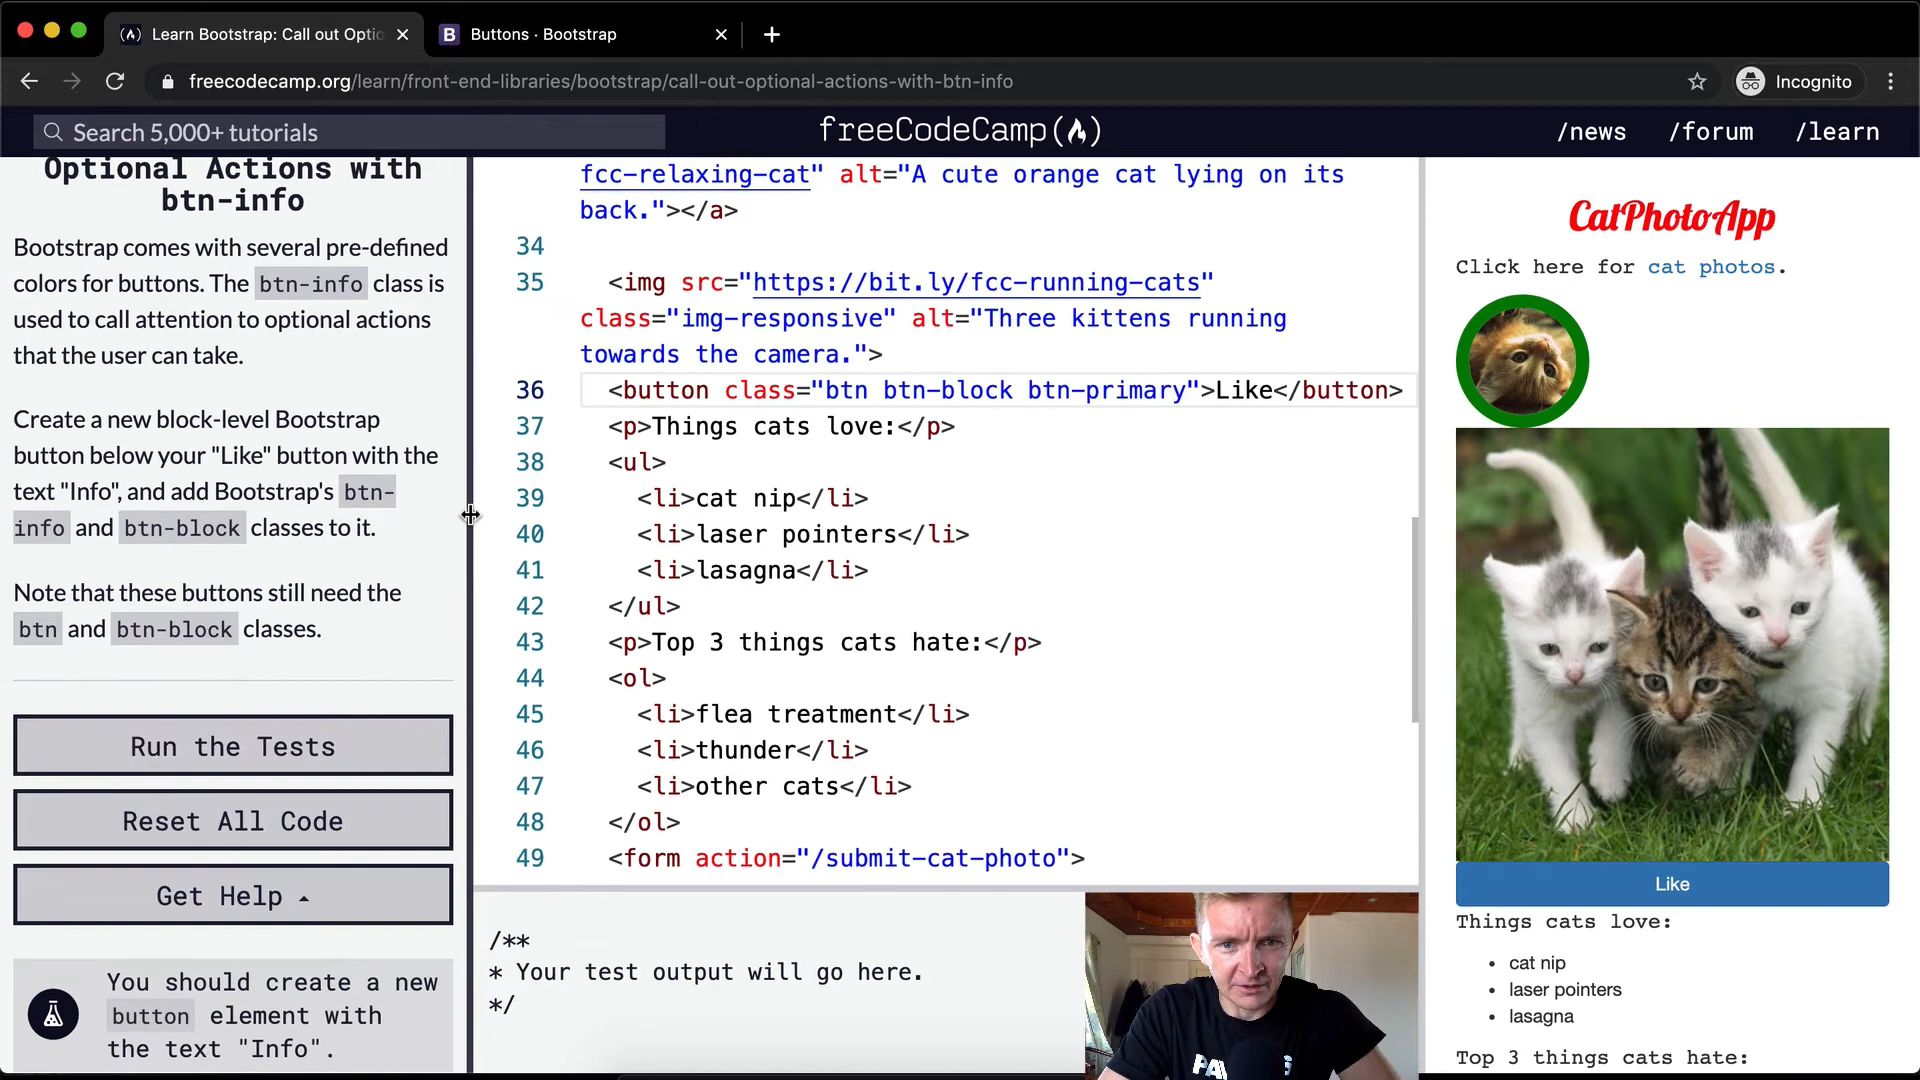 Learn Bootstrap: Call out Optio
Buttons · Bootstrap
freecodecamp.org/learn/front-end-libraries/bootstrap/call-out-optional-actions-with-btn-info
Incognito
Search 5,000+ tutorials
freeCodeCamp(🔥)
/news
/forum
/learn
Optional Actions with
btn-info
Bootstrap comes with several pre-defined
colors for buttons. The btn-info class is
used to call attention to optional actions
that the user can take.
Create a new block-level Bootstrap
button below your "Like" button with the
text "Info", and add Bootstrap's btn-
info and btn-block classes to it.
Note that these buttons still need the
btn and btn-block classes.
Run the Tests
Reset All Code
Get Help
You should create a new
button element with
the text "Info".
fcc-relaxing-cat" alt="A cute orange cat lying on its
back."></a>
34
35 <img src="https://bit.ly/fcc-running-cats"
class="img-responsive" alt="Three kittens running
towards the camera.">
36 <button class="btn btn-block btn-primary">Like</button>
37 <p>Things cats love:</p>
38 <ul>
39 <li>cat nip</li>
40 <li>laser pointers</li>
41 <li>lasagna</li>
42 </ul>
43 <p>Top 3 things cats hate:</p>
44 <ol>
45 <li>flea treatment</li>
46 <li>thunder</li>
47 <li>other cats</li>
48 </ol>
49 <form action="/submit-cat-photo">
/**
* Your test output will go here.
*/
CatPhotoApp
Click here for cat photos.
Like
Things cats love:
• cat nip
• laser pointers
• lasagna
Top 3 things cats hate: